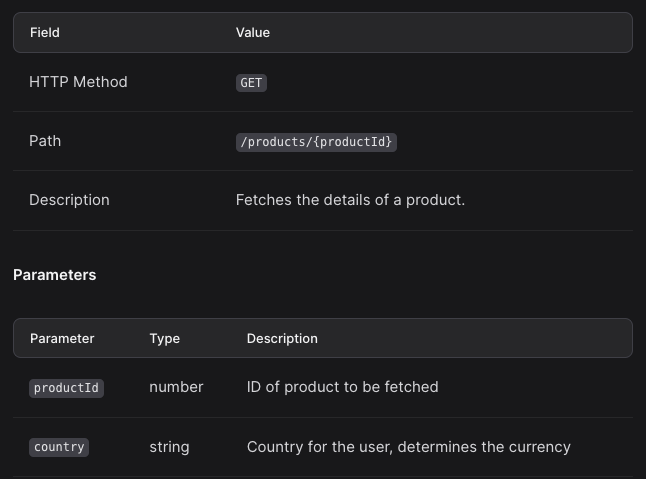 Field Value
HTTP Method GET
Path /products/{productId}
Description Fetches the details of a product.
Parameters
Parameter Type Description
productId number ID of product to be fetched
country string Country for the user, determines the currency